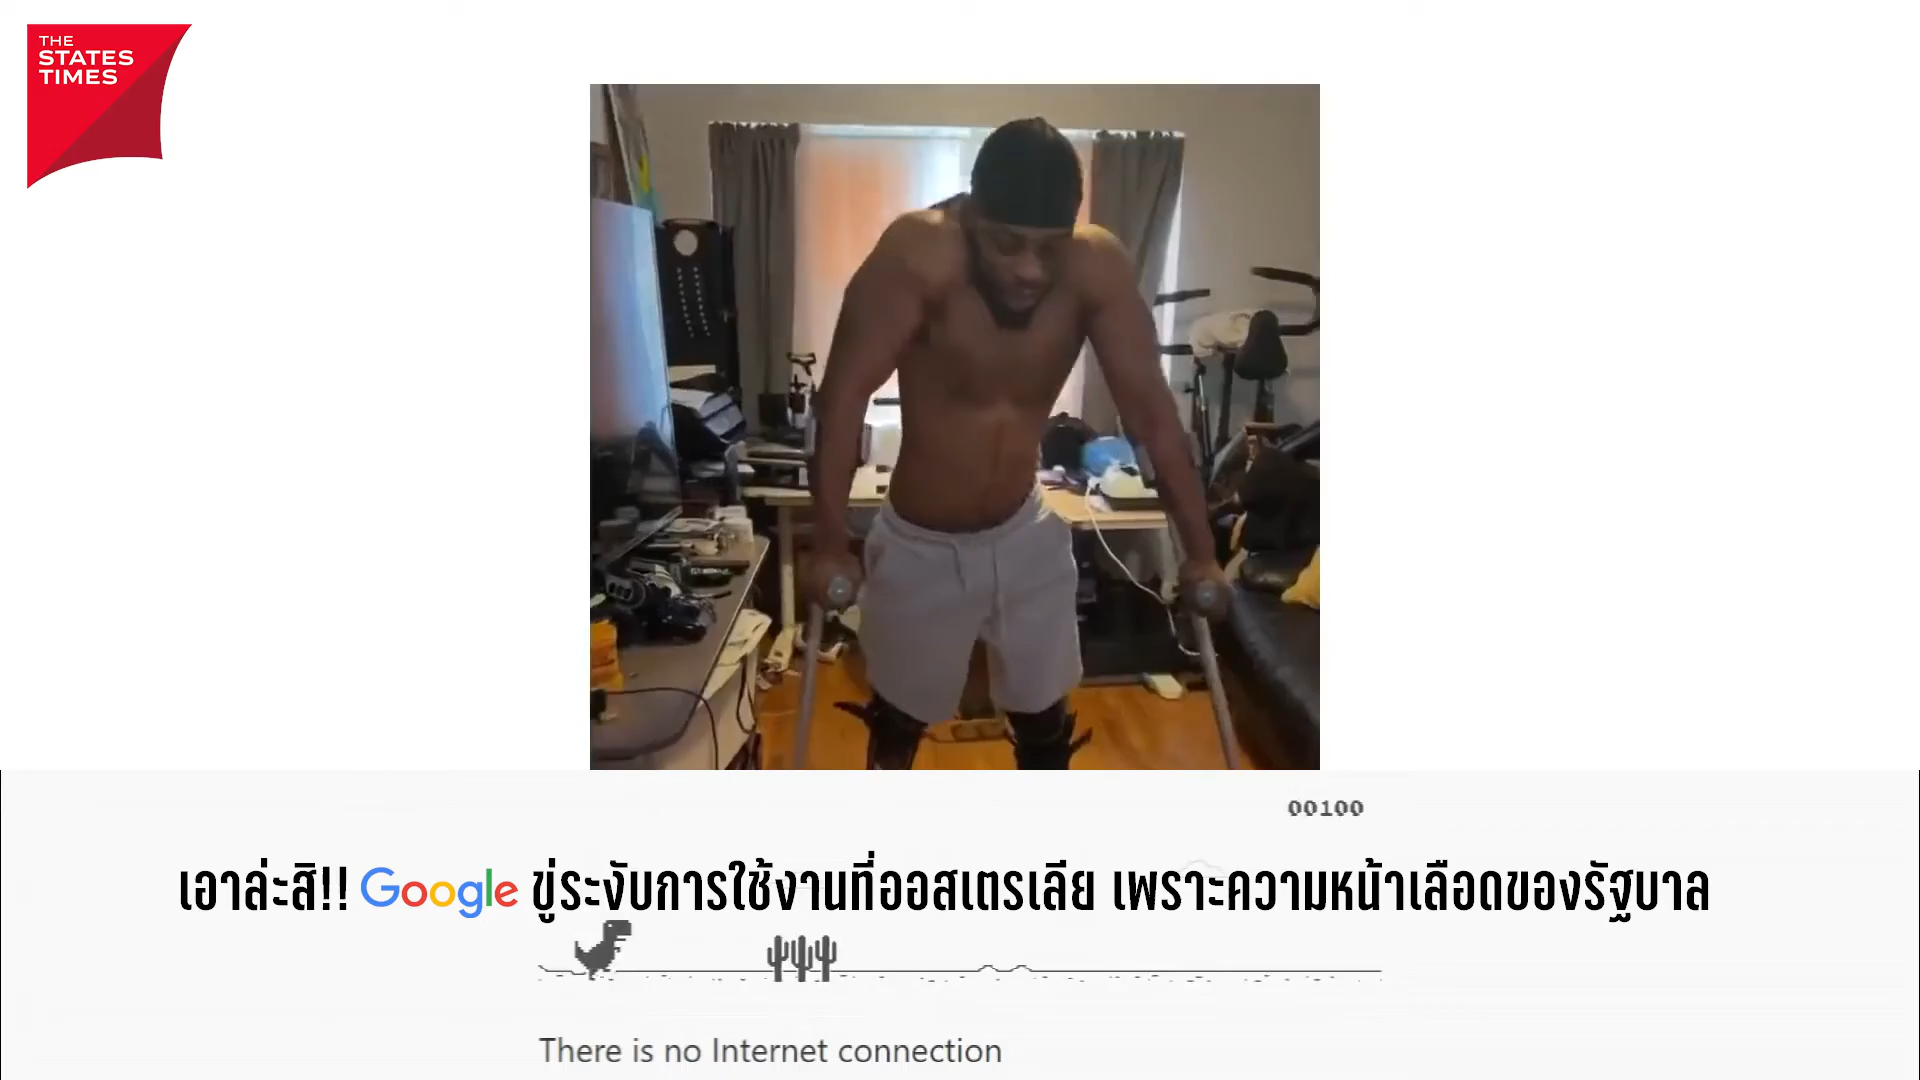 THE
STATES
TIMES
00100
เอาล่ะสิ!! Google ขู่ระงับการใช้งานที่ออสเตรเลีย เพราะความหน้าเลือดของรัฐบาล
There is no Internet connection